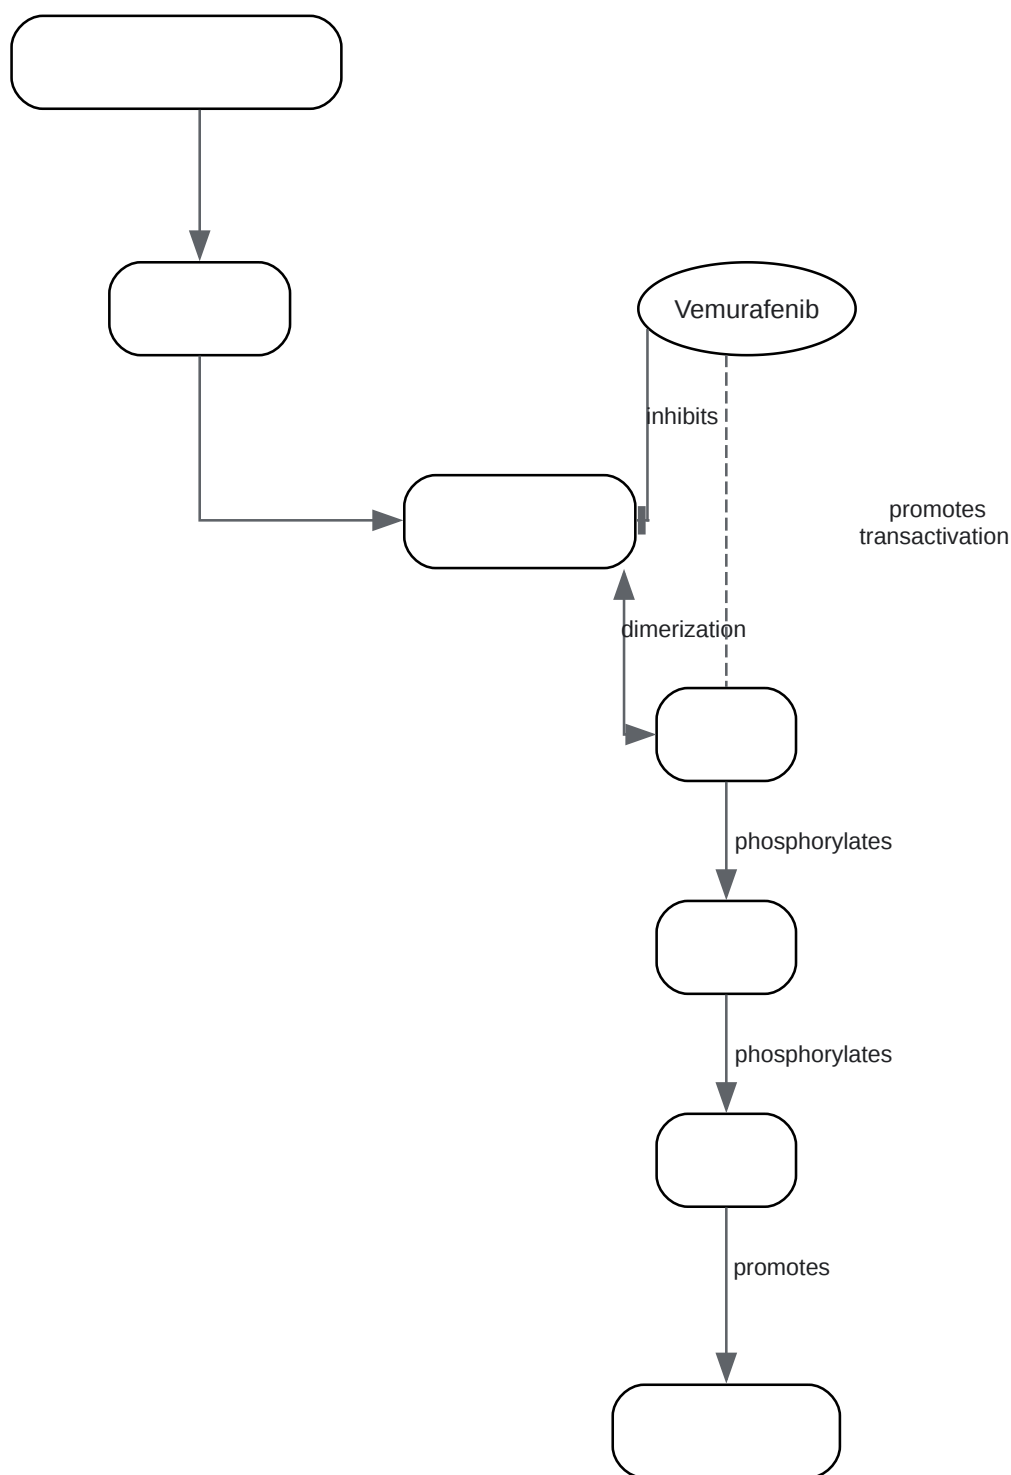 Vemurafenib
inhibits
promotes
transactivation
dimerization
phosphorylates
phosphorylates
promotes